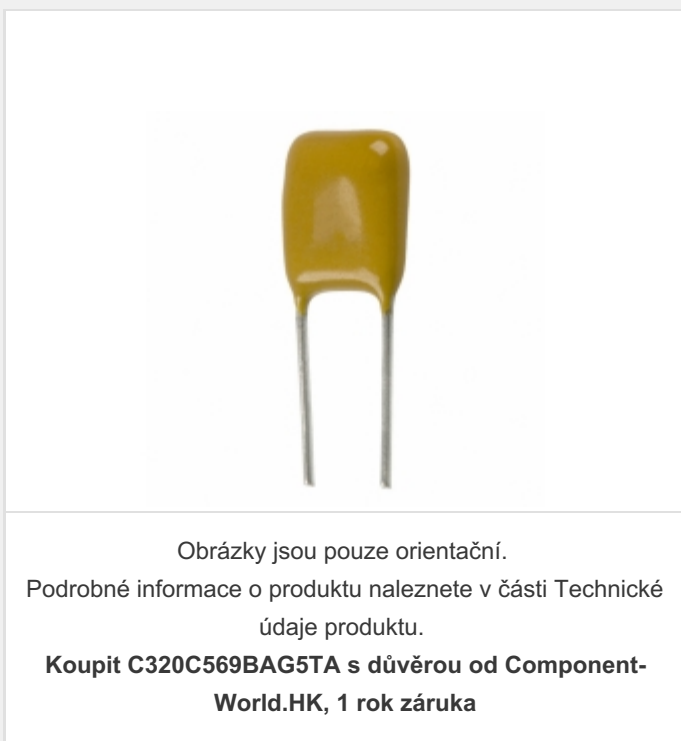 Obrázky jsou pouze orientační.
Podrobné informace o produktu naleznete v části Technické
údaje produktu.
Koupit C320C569BAG5TA s důvěrou od Component-
World.HK, 1 rok záruka